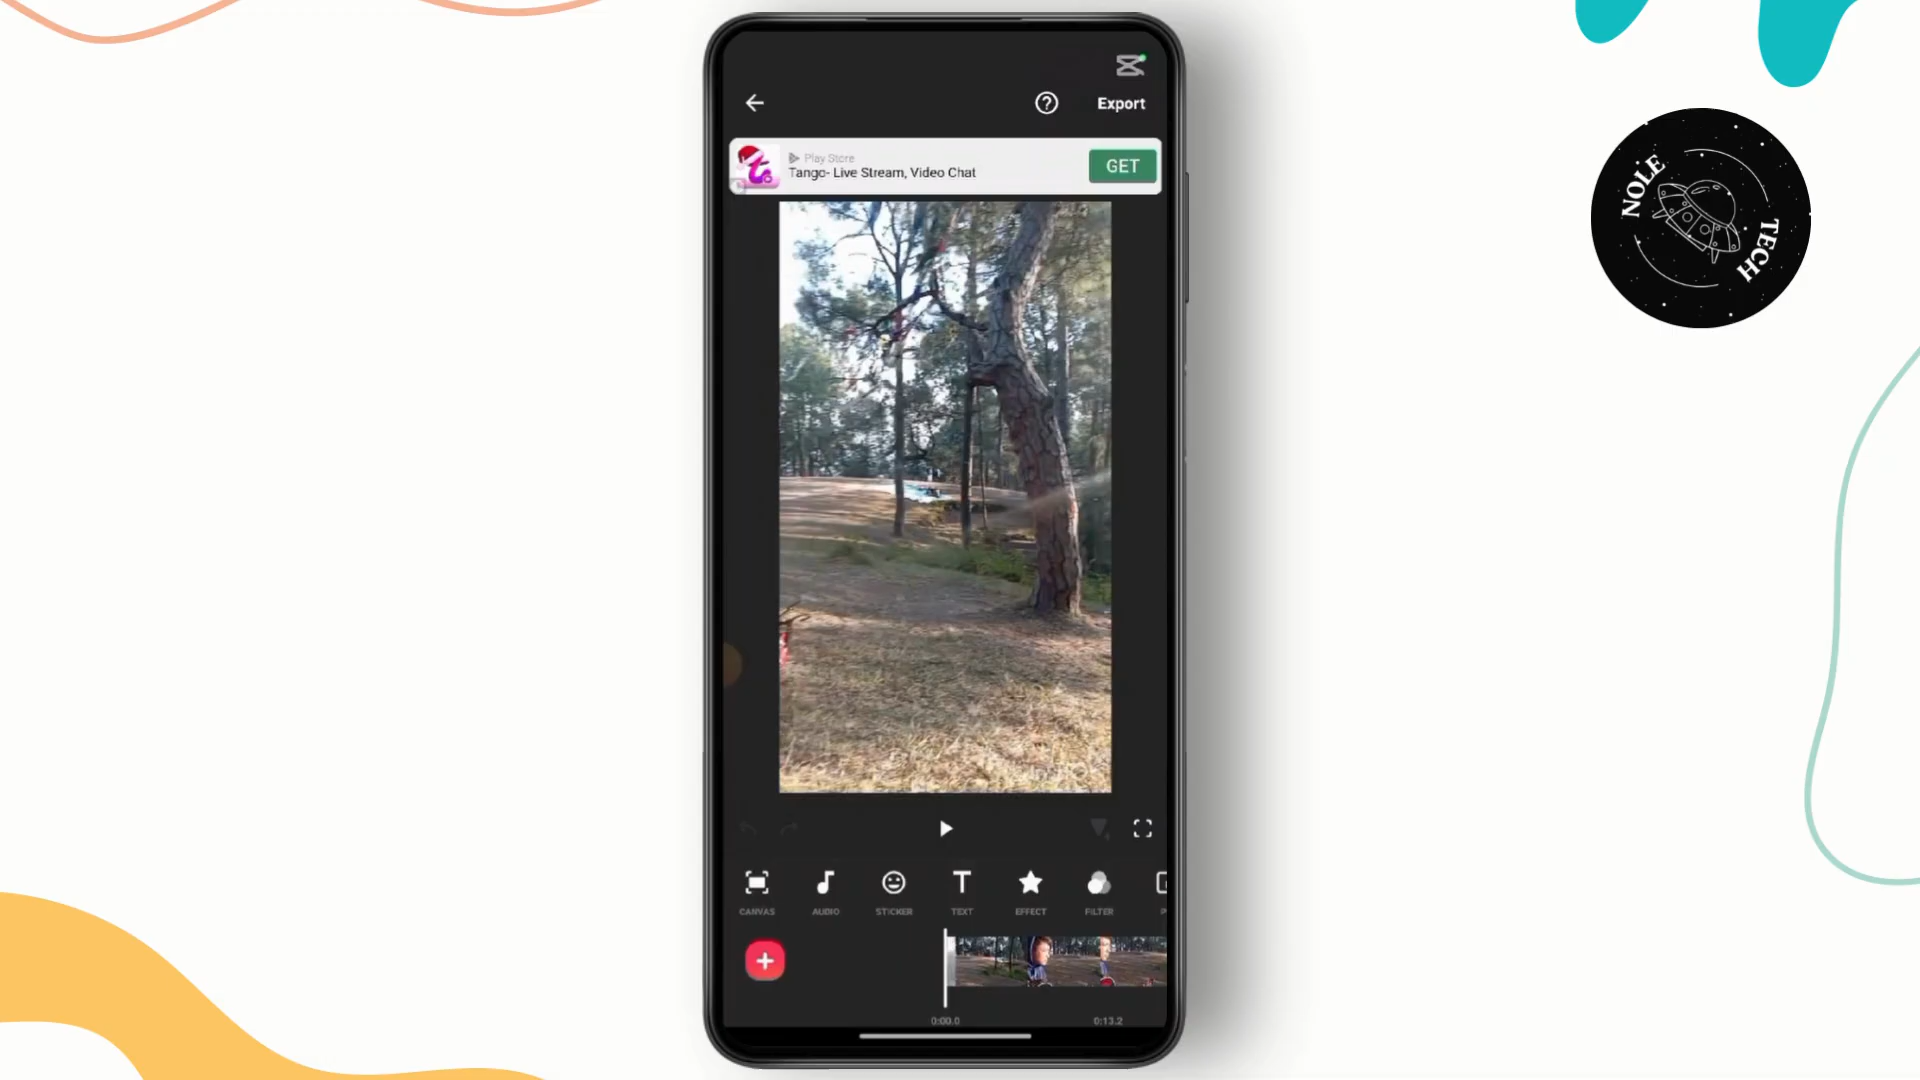 Export
Play Store
Tango- Live Stream, Video Chat
GET
NOLE
TECH
CANVAS
AUDIO
STICKER
TEXT
EFFECT
FILTER
P
0:00.0
0:13.2